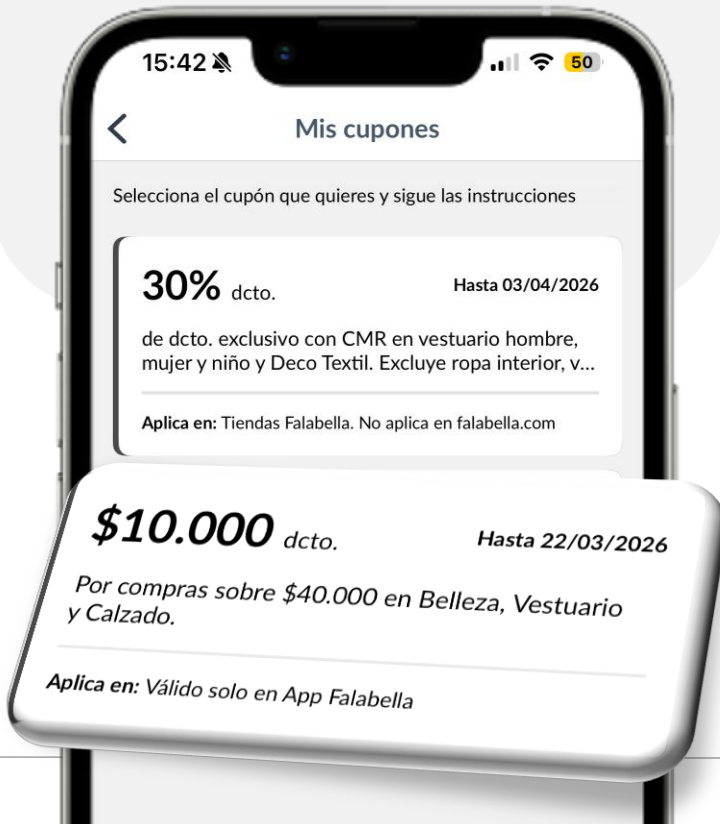 15:42
50
Mis cupones
Selecciona el cupón que quieres y sigue las instrucciones
30% dcto.
Hasta 03/04/2026
de dcto. exclusivo con CMR en vestuario hombre,
mujer y niño y Deco Textil. Excluye ropa interior, v...
Aplica en: Tiendas Falabella. No aplica en falabella.com
$10.000 dcto.
Hasta 22/03/2026
Por compras sobre $40.000 en Belleza, Vestuario
y Calzado.
Aplica en: Válido solo en App Falabella